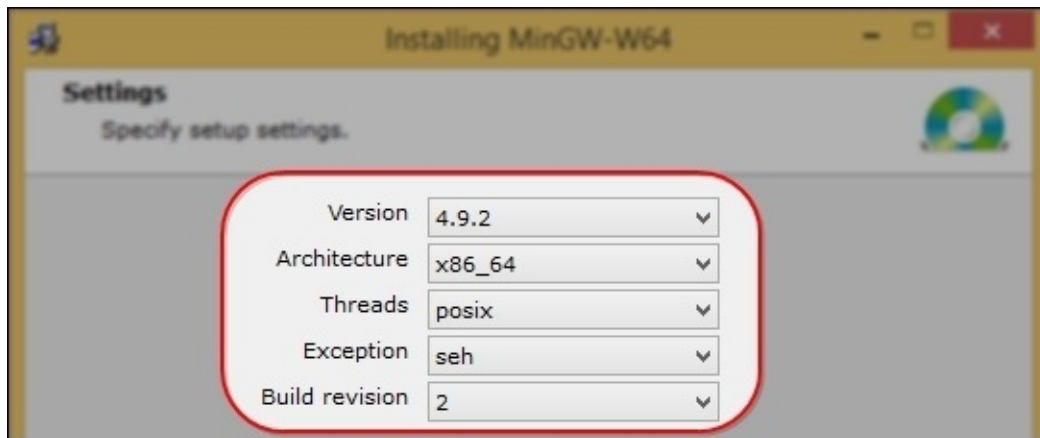 Installing MinGW-W64
Settings
Specify setup settings.
Version 4.9.2
Architecture x86_64
Threads posix
Exception seh
Build revision 2